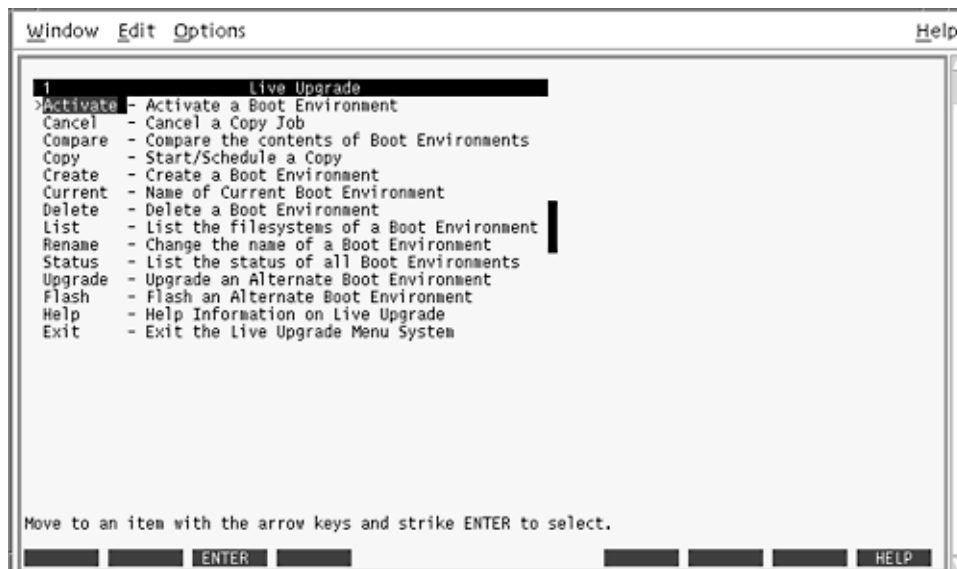 Window Edit Options Help
1 Live Upgrade
>Activate - Activate a Boot Environment
Cancel - Cancel a Copy Job
Compare - Compare the contents of Boot Environments
Copy - Start/Schedule a Copy
Create - Create a Boot Environment
Current - Name of Current Boot Environment
Delete - Delete a Boot Environment
List - List the filesystems of a Boot Environment
Rename - Change the name of a Boot Environment
Status - List the status of all Boot Environments
Upgrade - Upgrade an Alternate Boot Environment
Flash - Flash an Alternate Boot Environment
Help - Help Information on Live Upgrade
Exit - Exit the Live Upgrade Menu System
Move to an item with the arrow keys and strike ENTER to select.
ENTER HELP